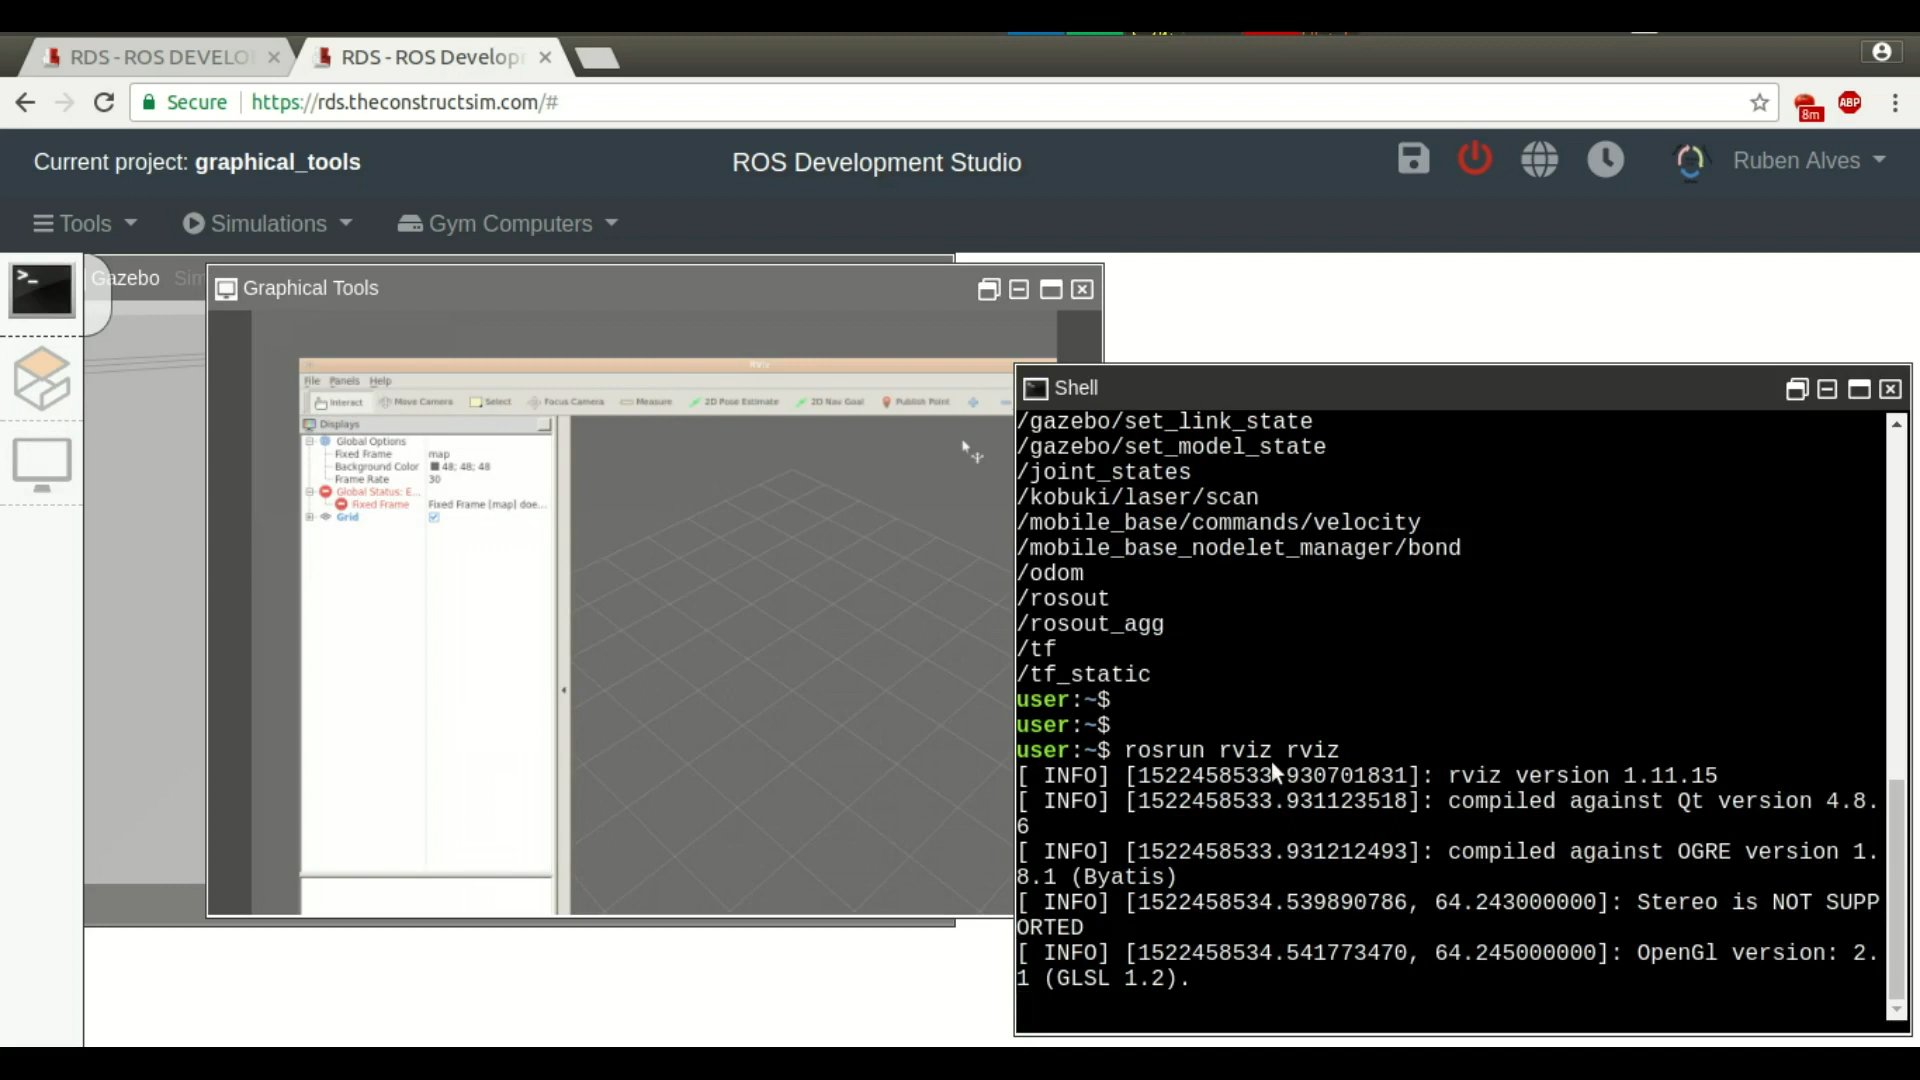 RDS - ROS DEVELO
RDS - ROS Develop
Secure
https://rds.theconstructsim.com/#
8m
ABP
Current project: graphical_tools
ROS Development Studio
Ruben Alves
Tools
Simulations
Gym Computers
Gazebo
Sim
Graphical Tools
RViz
File Panels Help
Interact
Move Camera
Select
Focus Camera
Measure
2D Pose Estimate
2D Nav Goal
Publish Point
Displays
Global Options
Fixed Frame map
Background Color 48; 48; 48
Frame Rate 30
Global Status: E...
Fixed Frame Fixed Frame [map] doe...
Grid
Shell
/gazebo/set_link_state
/gazebo/set_model_state
/joint_states
/kobuki/laser/scan
/mobile_base/commands/velocity
/mobile_base_nodelet_manager/bond
/odom
/rosout
/rosout_agg
/tf
/tf_static
user:~$
user:~$
user:~$ rosrun rviz rviz
[ INFO] [1522458533.930701831]: rviz version 1.11.15
[ INFO] [1522458533.931123518]: compiled against Qt version 4.8.
6
[ INFO] [1522458533.931212493]: compiled against OGRE version 1.
8.1 (Byatis)
[ INFO] [1522458534.539890786, 64.243000000]: Stereo is NOT SUPP
ORTED
[ INFO] [1522458534.541773470, 64.245000000]: OpenGl version: 2.
1 (GLSL 1.2).